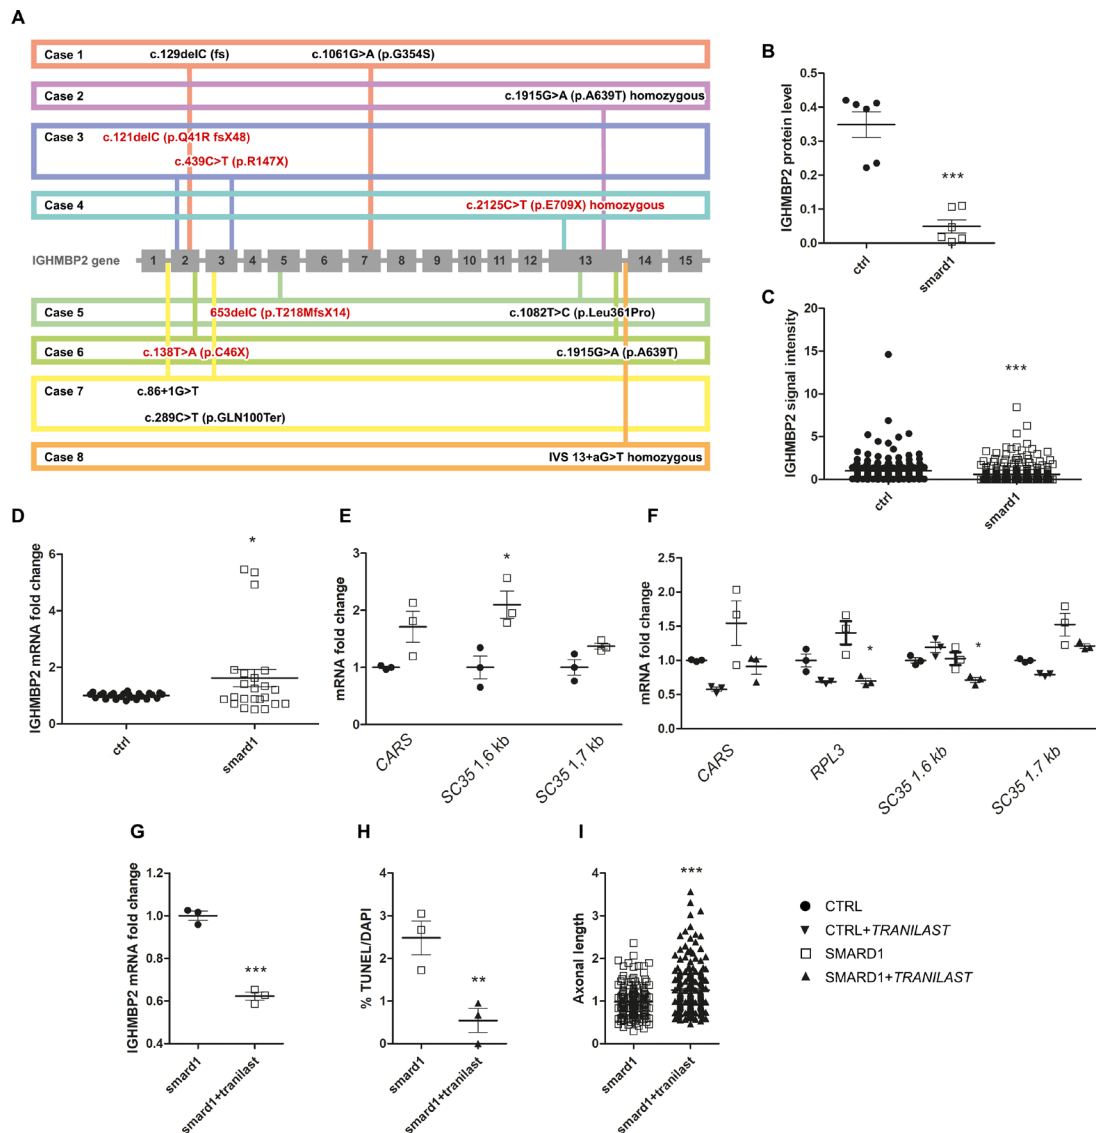 A
Case 1
c.129delC (fs)
c.1061G>A (p.G354S)
Case 2
c.1915G>A (p.A639T) homozygous
Case 3
c.121delC (p.Q41R fsX48)
c.439C>T (p.R147X)
Case 4
c.2125C>T (p.E709X) homozygous
IGHMBP2 gene
1 2 3 4 5 6 7 8 9 10 11 12 13 14 15
Case 5
653delC (p.T218MfsX14)
c.1082T>C (p.Leu361Pro)
Case 6
c.138T>A (p.C46X)
c.1915G>A (p.A639T)
Case 7
c.86+1G>T
c.289C>T (p.GLN100Ter)
Case 8
IVS 13+aG>T homozygous
B
IGHMBP2 protein level
0.5
0.4
0.3
0.2
0.1
0.0
***
ctrl
smard1
C
IGHMBP2 signal intensity
20
15
10
5
0
***
ctrl
smard1
D
IGHMBP2 mRNA fold change
6
4
2
0
*
ctrl
smard1
E
mRNA fold change
3
2
1
0
*
CARS
SC35 1,6 kb
SC35 1,7 kb
F
mRNA fold change
2.5
2.0
1.5
1.0
0.5
0.0
*
*
CARS
RPL3
SC35 1.6 kb
SC35 1.7 kb
G
IGHMBP2 mRNA fold change
1.2
1.0
0.8
0.6
0.4
***
smard1
smard1+tranilast
H
% TUNEL/DAPI
4
3
2
1
0
**
smard1
smard1+tranilast
I
Axonal length
4
3
2
1
0
***
smard1
smard1+tranilast
CTRL
CTRL+TRANILAST
SMARD1
SMARD1+TRANILAST